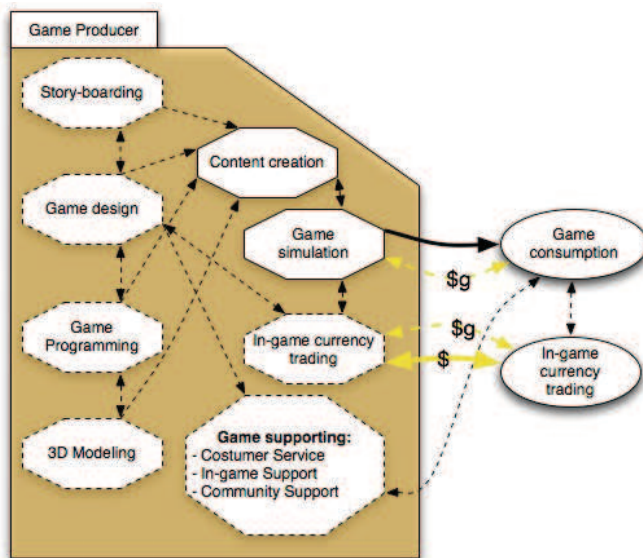 Game Producer
Story-boarding
Content creation
Game design
Game
simulation
Game
consumption
$g
Game
Programming
In-game currency
trading
$g
$
In-game
currency
trading
3D Modeling
Game supporting:
- Costumer Service
- In-game Support
- Community Support